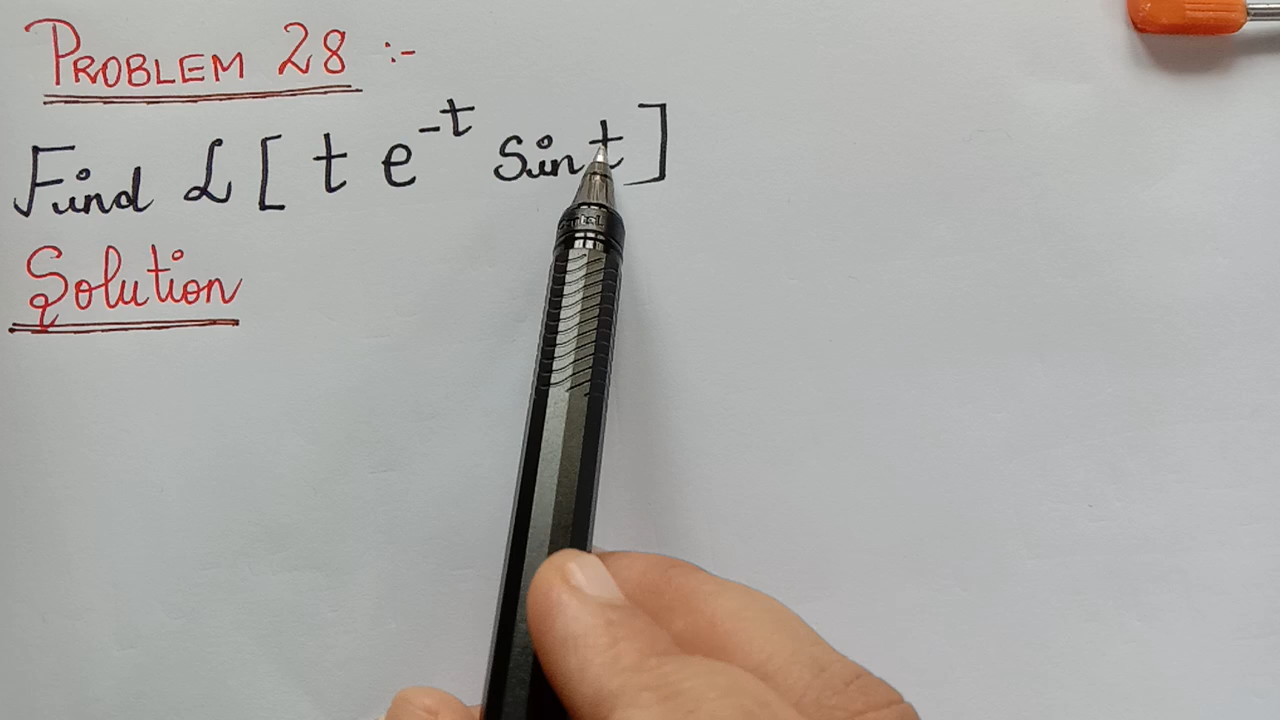 PROBLEM 28 :-
Find L [ t e^-t Sin t ]
Solution